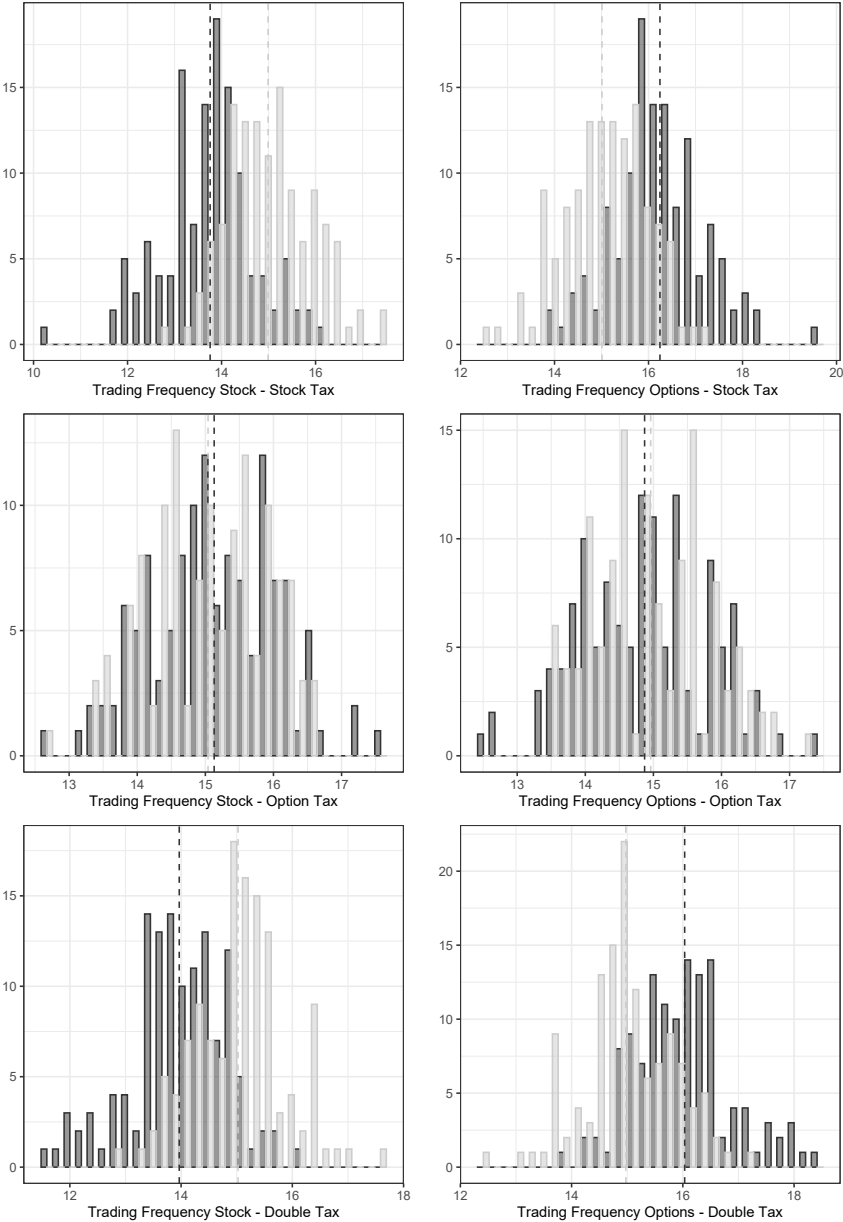 15
10
5
0
10 12 14 16
Trading Frequency Stock - Stock Tax
15
10
5
0
12 14 16 18 20
Trading Frequency Options - Stock Tax
10
5
0
13 14 15 16 17
Trading Frequency Stock - Option Tax
15
10
5
0
13 14 15 16 17
Trading Frequency Options - Option Tax
15
10
5
0
12 14 16 18
Trading Frequency Stock - Double Tax
20
15
10
5
0
12 14 16 18
Trading Frequency Options - Double Tax